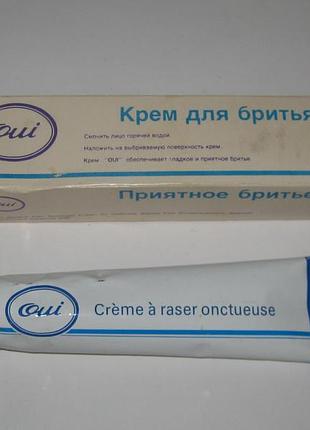 Oui
Крем для бритья
Смочить лицо горячей водой.
Наложить на выбриваемую поверхность крем.
Крем "OUI" обеспечивает гладкое и приятное бритье.
Приятное бритье
Oui
Crème à raser onctueuse